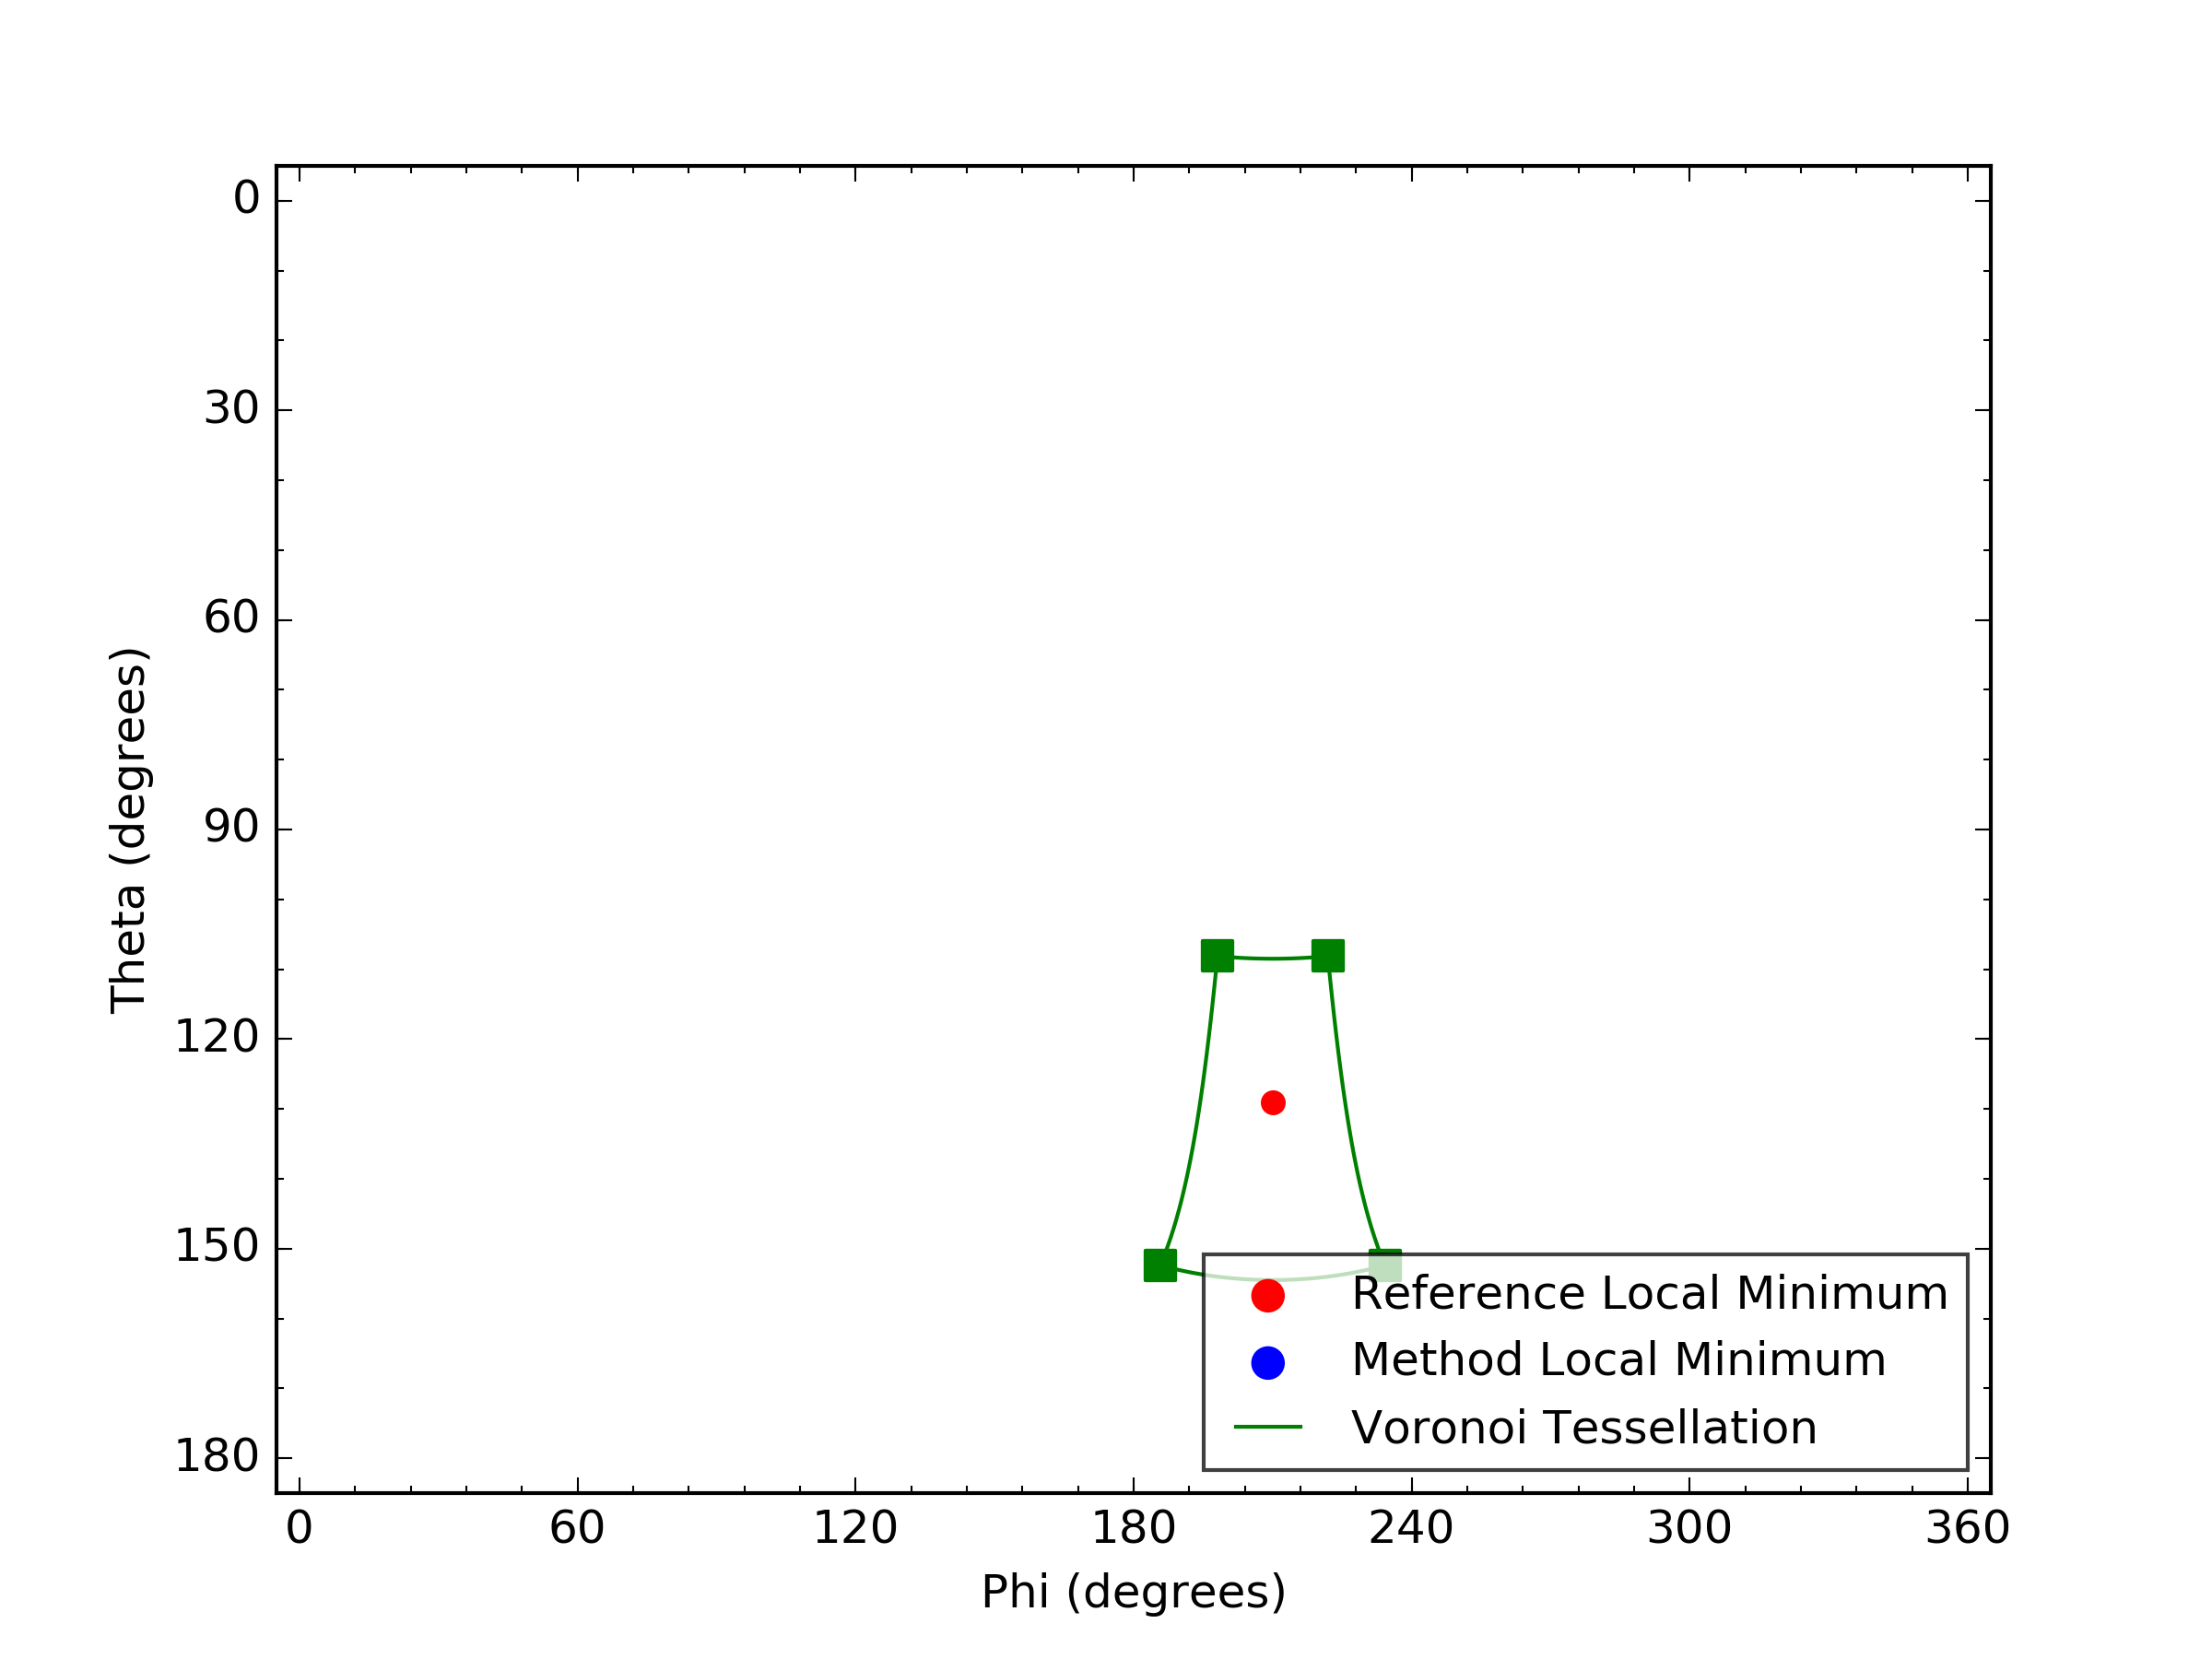 0
30
60
90
120
150
180
Theta (degrees)
Reference Local Minimum
Method Local Minimum
Voronoi Tessellation
0 60 120 180 240 300 360
Phi (degrees)